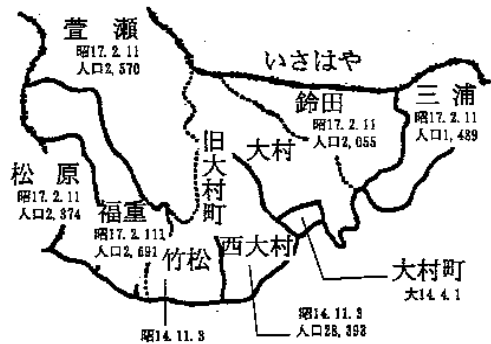 萱瀬
昭17.2.11
人口2,570
いさはや
三浦
昭17.2.11
人口1,489
鈴田
昭17.2.11
人口2,055
大村
旧大村町
松原
昭17.2.11
人口2,374
福重
昭17.2.111
人口2,691
竹松
西大村
大村町
大14.4.1
昭14.11.3
昭14.11.3
人口28,393